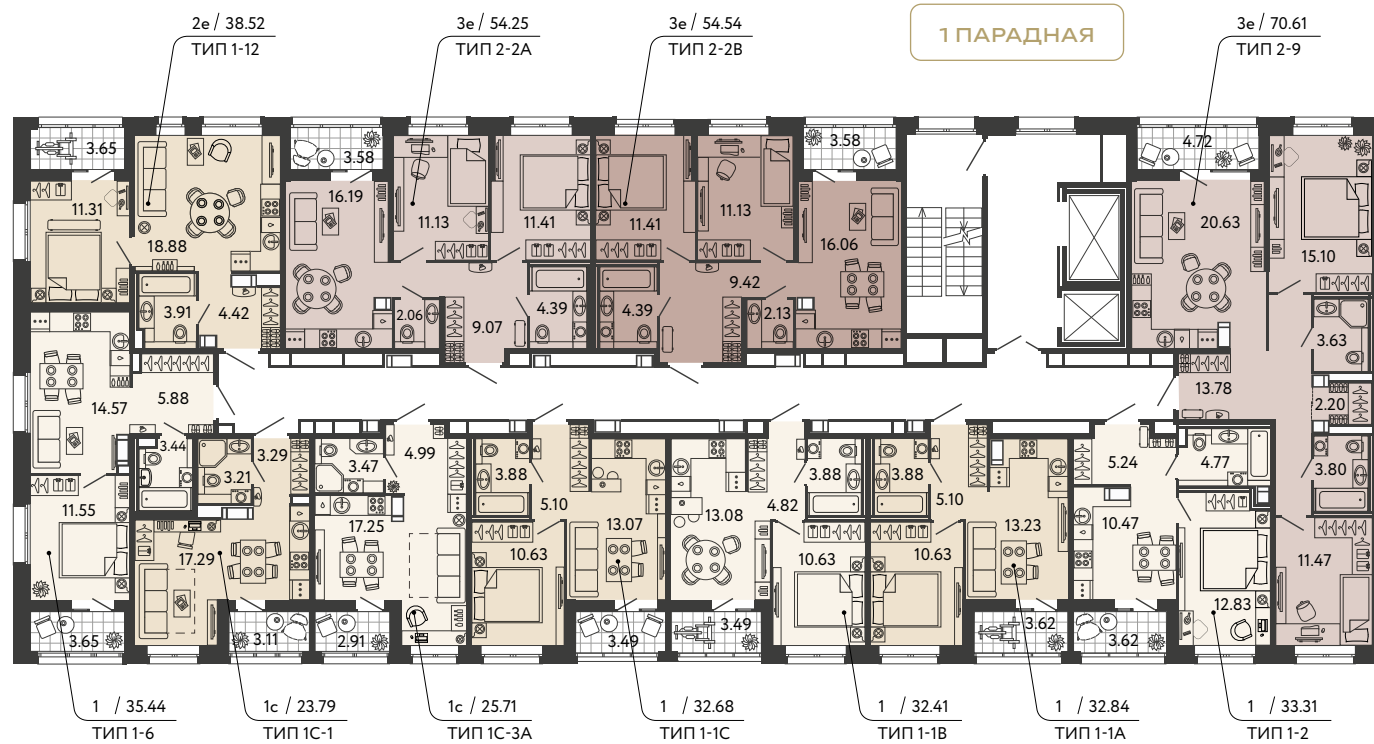 2е / 38.52
ТИП 1-12
3е / 54.25
ТИП 2-2А
3е / 54.54
ТИП 2-2В
1 ПАРАДНАЯ
3е / 70.61
ТИП 2-9
3.65
3.58
3.58
4.72
11.31
18.88
16.19
11.13
11.41
11.41
11.13
16.06
20.63
15.10
3.91
4.42
2.06
9.07
4.39
4.39
9.42
2.13
3.63
13.78
2.20
14.57
5.88
3.44
3.21
3.29
3.47
4.99
3.88
5.10
13.07
13.08
4.82
3.88
3.88
5.10
13.23
5.24
4.77
3.80
11.55
17.29
17.25
10.63
10.63
10.63
10.47
12.83
11.47
3.65
3.11
2.91
3.49
3.49
3.62
3.62
1 / 35.44
ТИП 1-6
1с / 23.79
ТИП 1С-1
1с / 25.71
ТИП 1С-3А
1 / 32.68
ТИП 1-1С
1 / 32.41
ТИП 1-1В
1 / 32.84
ТИП 1-1А
1 / 33.31
ТИП 1-2